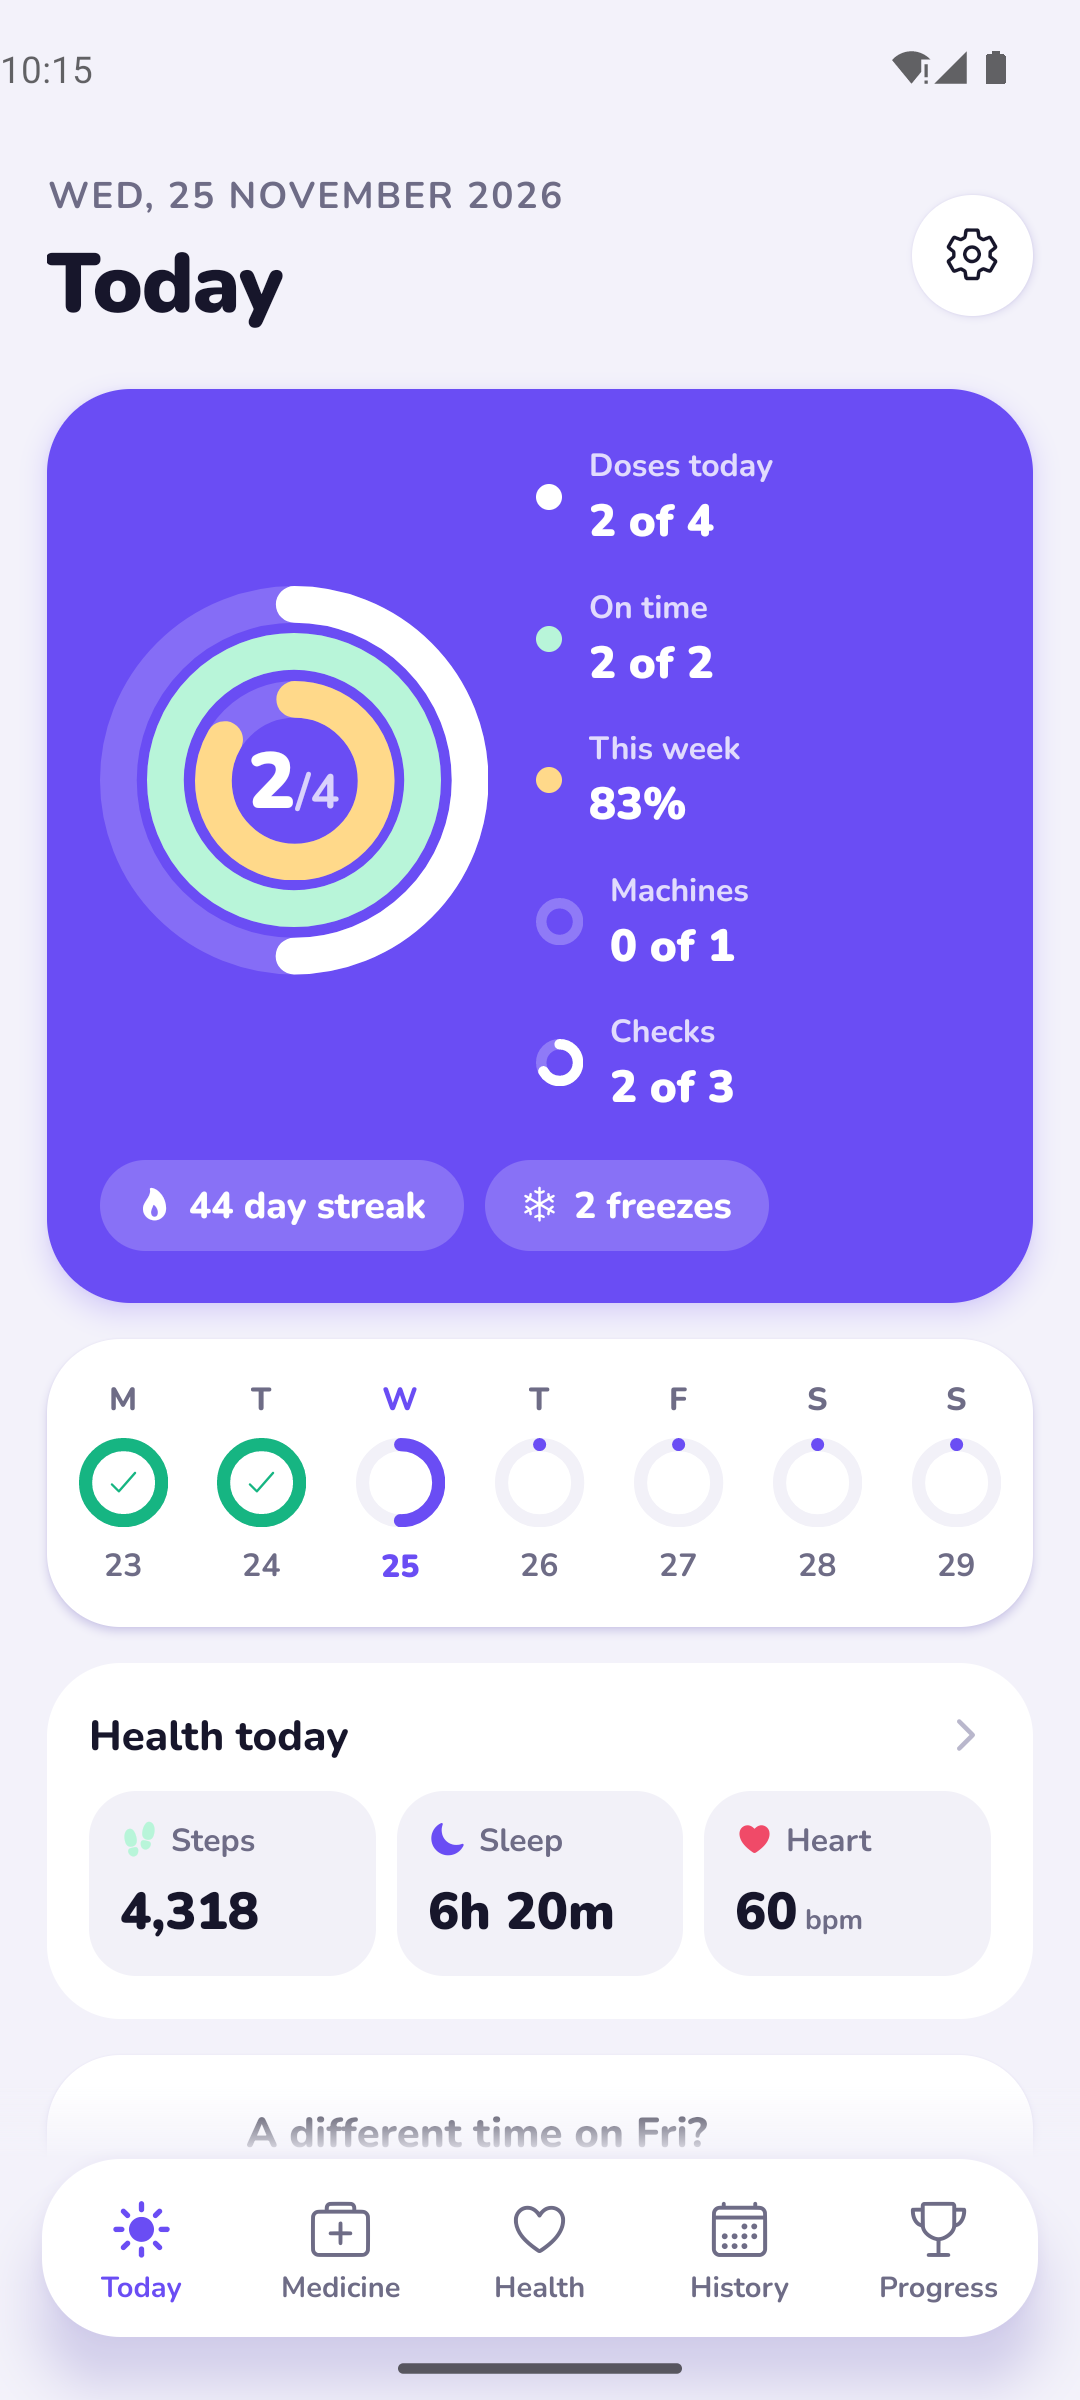 10:15
WED, 25 NOVEMBER 2026
Today
Doses today
2 of 4
On time
2 of 2
This week
83%
2/4
Machines
0 of 1
Checks
2 of 3
44 day streak
2 freezes
M T W T F S S
23 24 25 26 27 28 29
Health today
Steps Sleep Heart
4,318 6h 20m 60 bpm
A different time on Fri?
Today Medicine Health History Progress